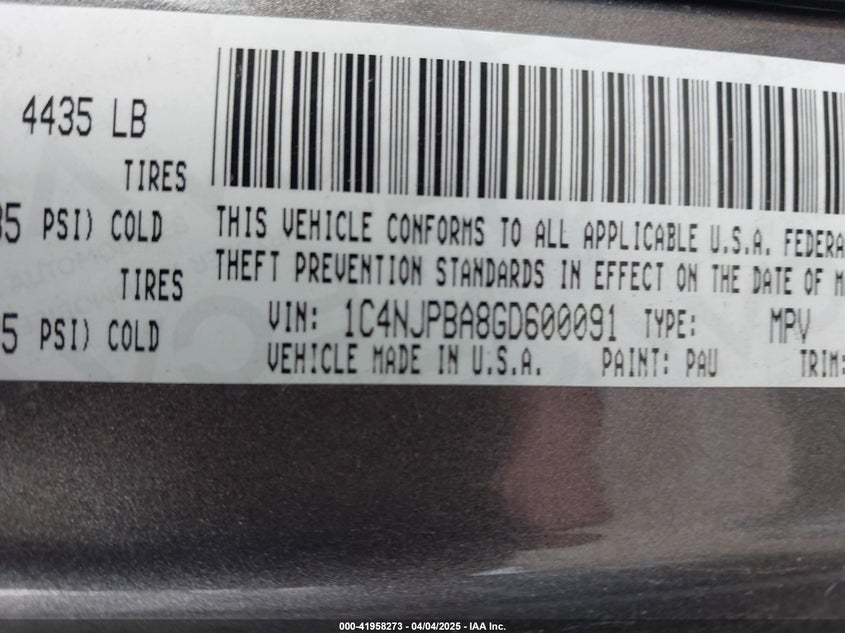 4435 LB
TIRES
35 PSI) COLD
TIRES
5 PSI) COLD
THIS VEHICLE CONFORMS TO ALL APPLICABLE U.S.A. FEDERA
THEFT PREVENTION STANDARDS IN EFFECT ON THE DATE OF M
VIN: 1C4NJPBA8GD600091 TYPE: MPV
VEHICLE MADE IN U.S.A. PAINT: PAU TRIM:
000-41958273 - 04/04/2025 - IAA Inc.